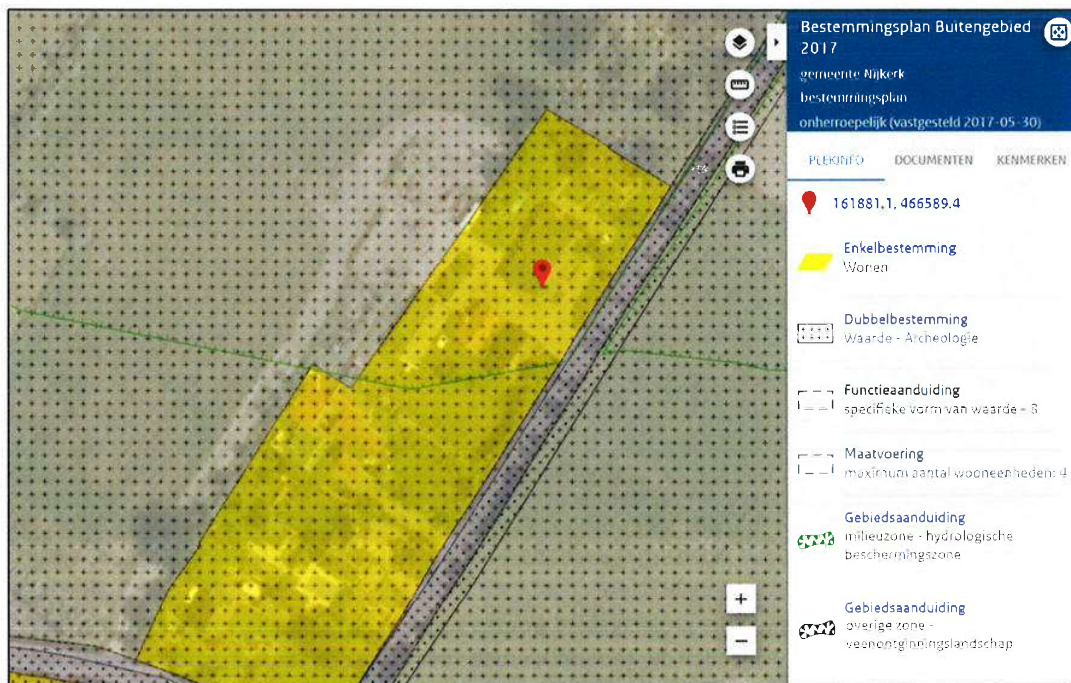 Bestemmingsplan Buitengebied
2017
gemeente Nijkerk
bestemmingsplan
onherroepelijk (vastgesteld 2017-05-30)
PLEKINFO DOCUMENTEN KENMERKEN
161881.1, 466589.4
Enkelbestemming
Wonen
Dubbelbestemming
Waarde - Archeologie
Functieaanduiding
specifieke vorm van waarde -
Maatvoering
maximum aantal wooneenheden: 4
Gebiedsaanduiding
milieuzone - hydrologische
beschermingszone
Gebiedsaanduiding
overige zone -
veenontginningslandschap
+
−